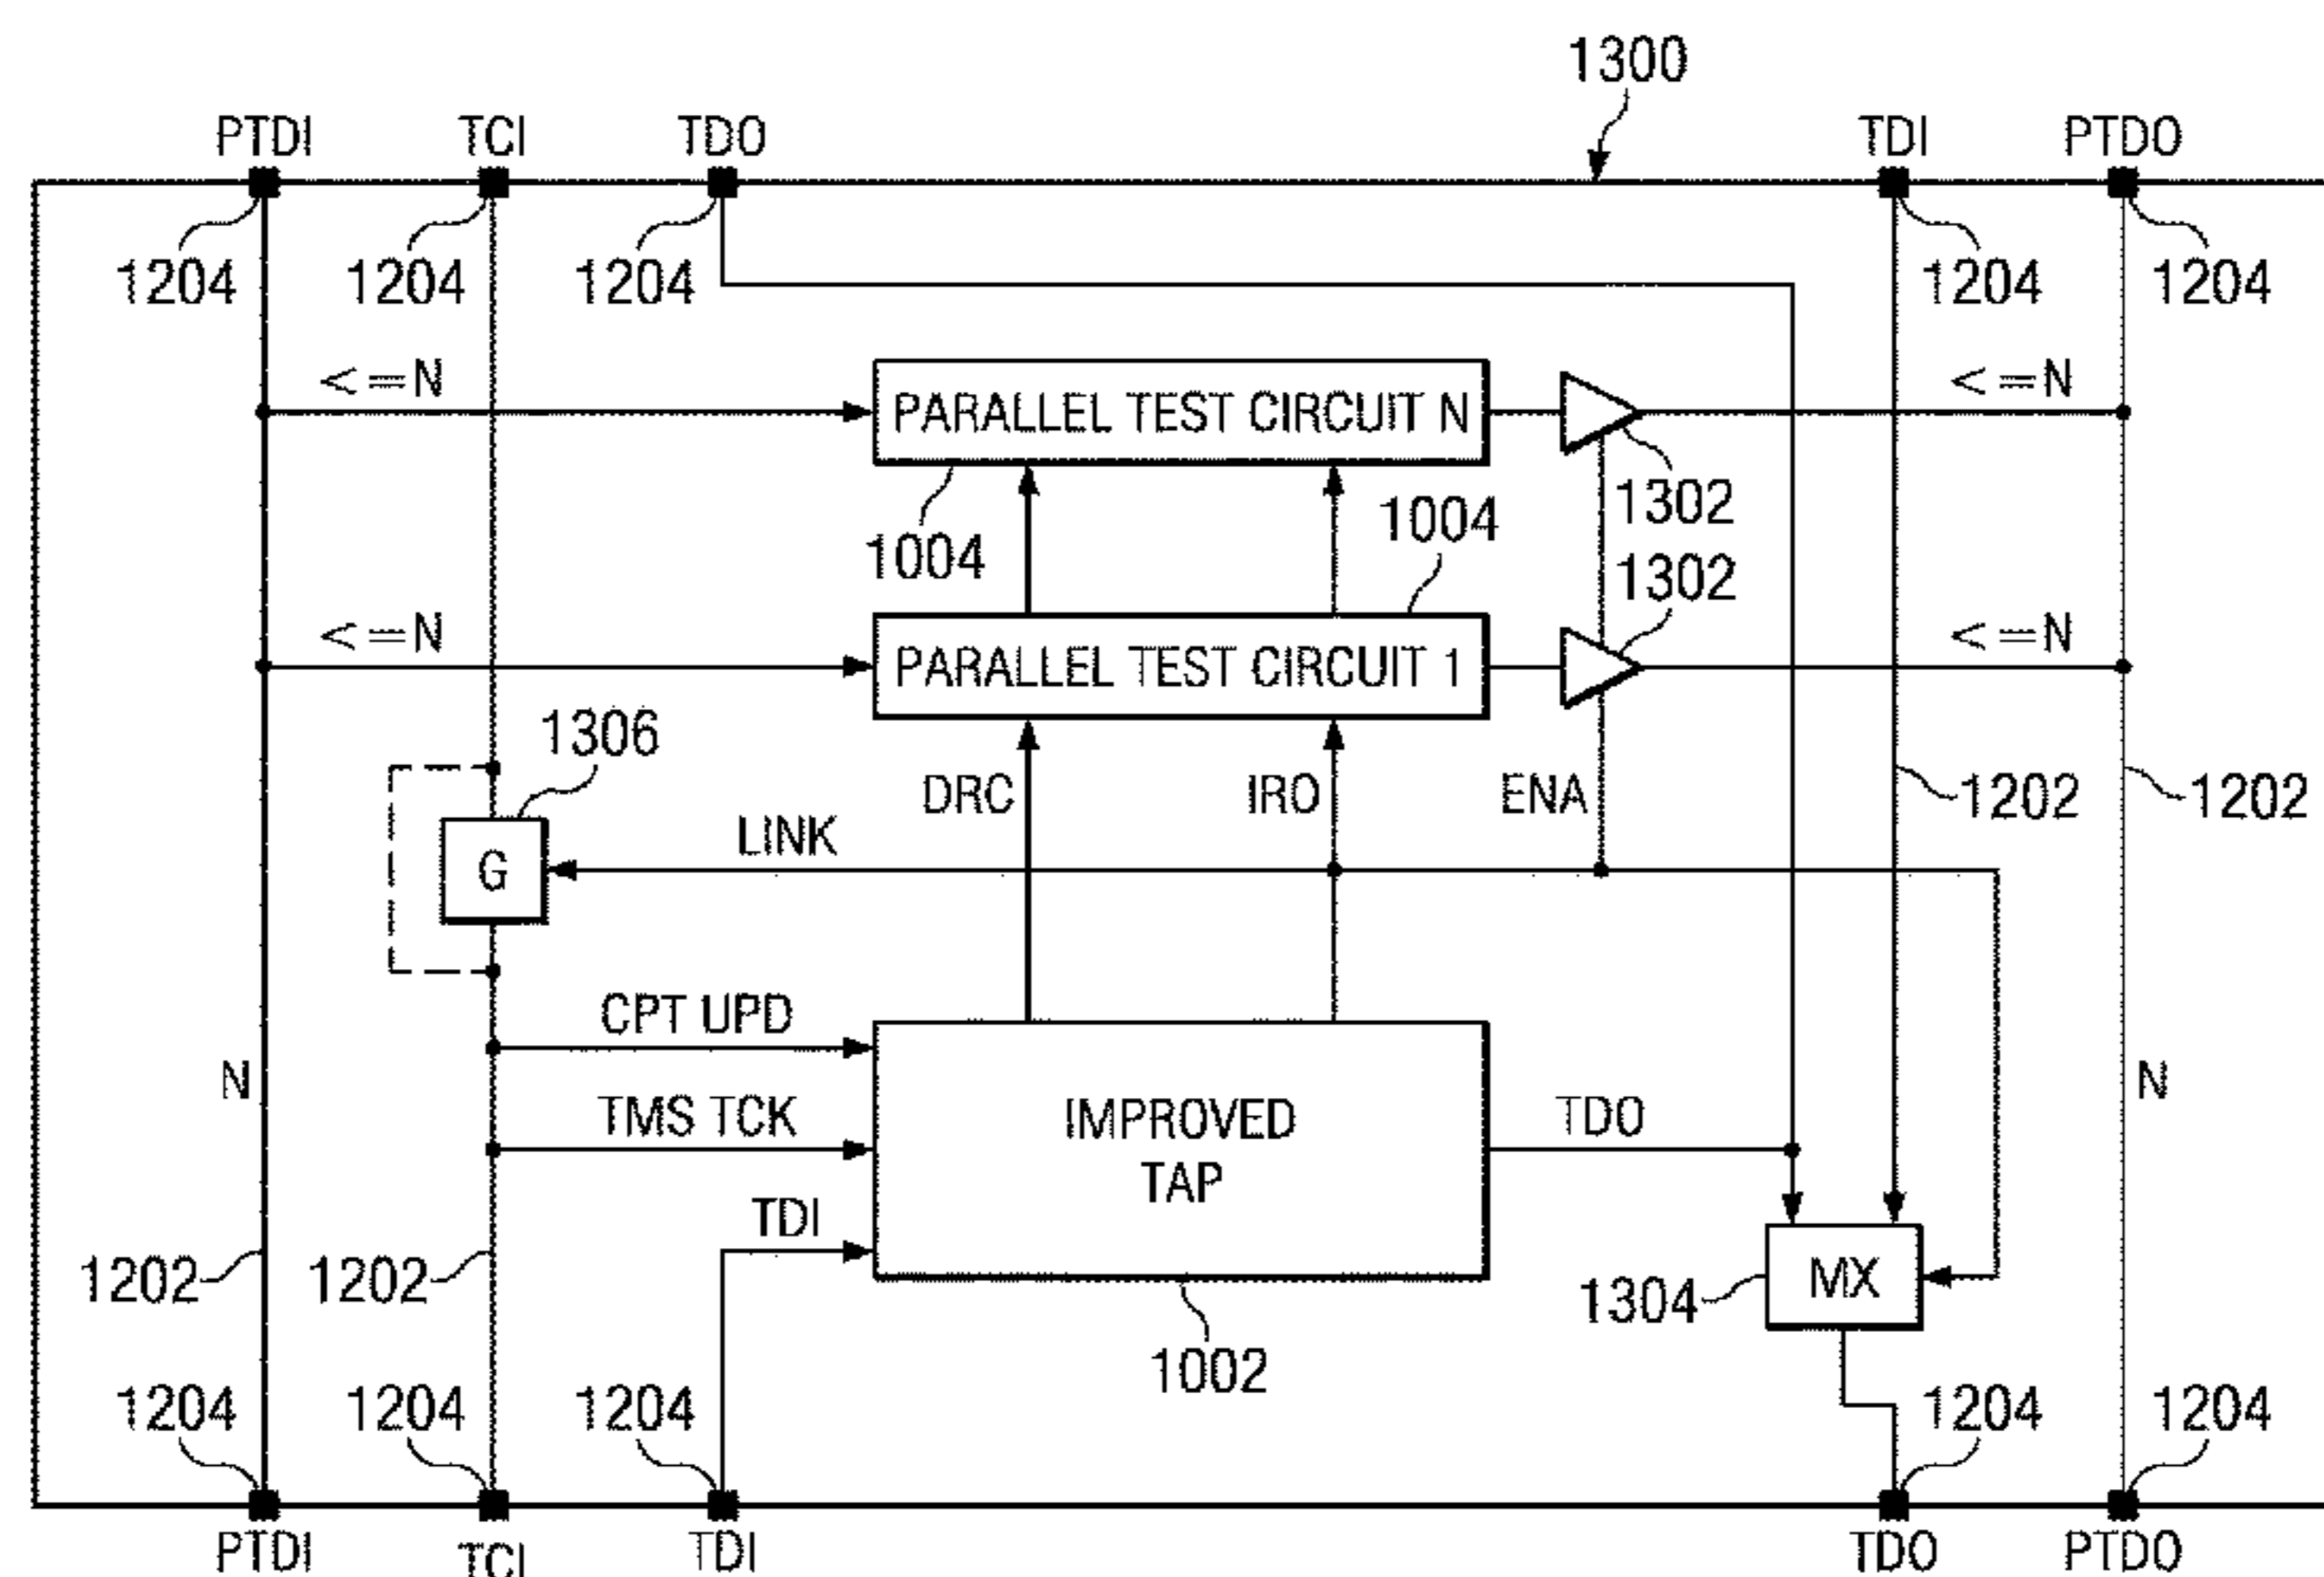 1300
PTDI TCI TDO TDI PTDO
1204 1204 1204 1204 1204
<=N PARALLEL TEST CIRCUIT N <=N
1302
1004 1004
1302
<=N PARALLEL TEST CIRCUIT 1 <=N
1306
DRC IRO ENA 1202 1202
LINK
G
CPT UPD
N N
TMS TCK IMPROVED TDO
TAP
TDI
1202 1202 1304 MX
1002
1204 1204 1204 1204 1204
PTDI TCI TDI TDO PTDO